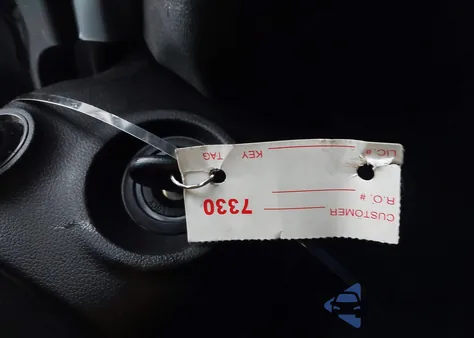 CUSTOMER
R.O. #
7330
LIC. # KEY TAG